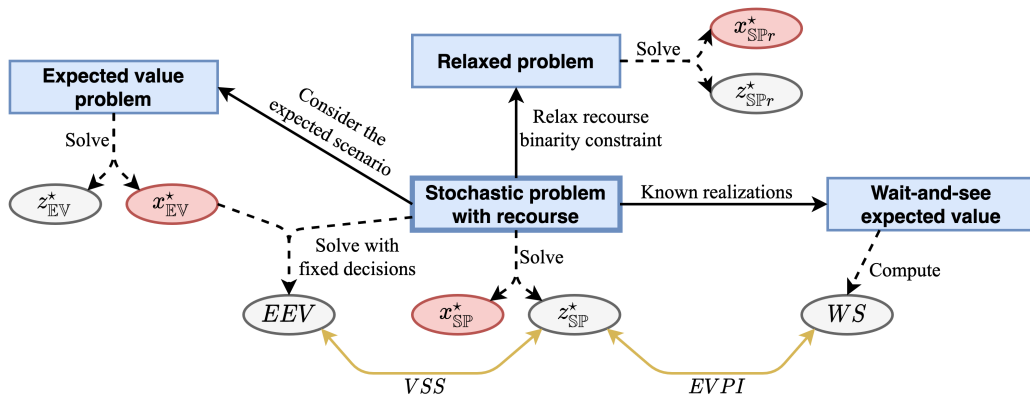 x^⋆_{𝕊ℙr}
Solve
Relaxed problem
z^⋆_{𝕊ℙr}
Expected value
problem
Consider the
expected scenario
Relax recourse
binarity constraint
Solve
z^⋆_{𝔼𝕍}
x^⋆_{𝔼𝕍}
Stochastic problem
with recourse
Known realizations
Wait-and-see
expected value
Solve with
fixed decisions
Solve
Compute
EEV
x^⋆_{𝕊ℙ}
z^⋆_{𝕊ℙ}
WS
VSS
EVPI